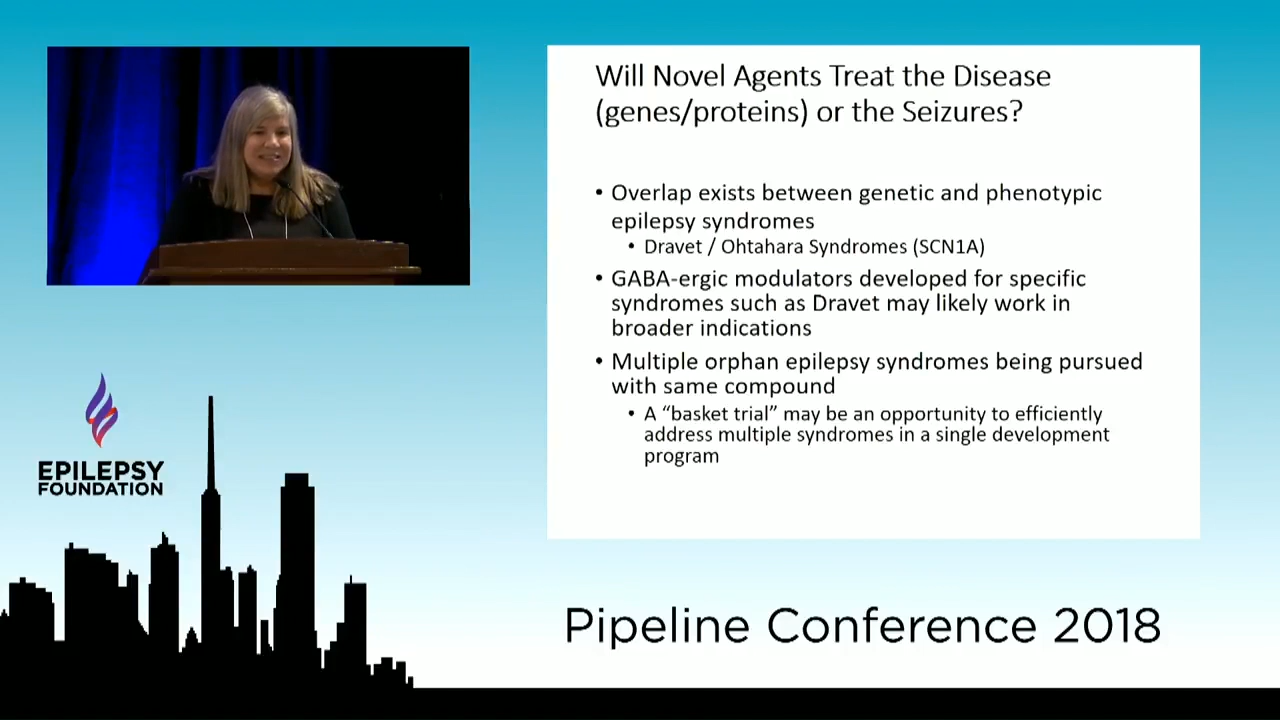 Will Novel Agents Treat the Disease
(genes/proteins) or the Seizures?
• Overlap exists between genetic and phenotypic
epilepsy syndromes
• Dravet / Ohtahara Syndromes (SCN1A)
• GABA-ergic modulators developed for specific
syndromes such as Dravet may likely work in
broader indications
• Multiple orphan epilepsy syndromes being pursued
with same compound
• A “basket trial” may be an opportunity to efficiently
address multiple syndromes in a single development
program
EPILEPSY
FOUNDATION
Pipeline Conference 2018